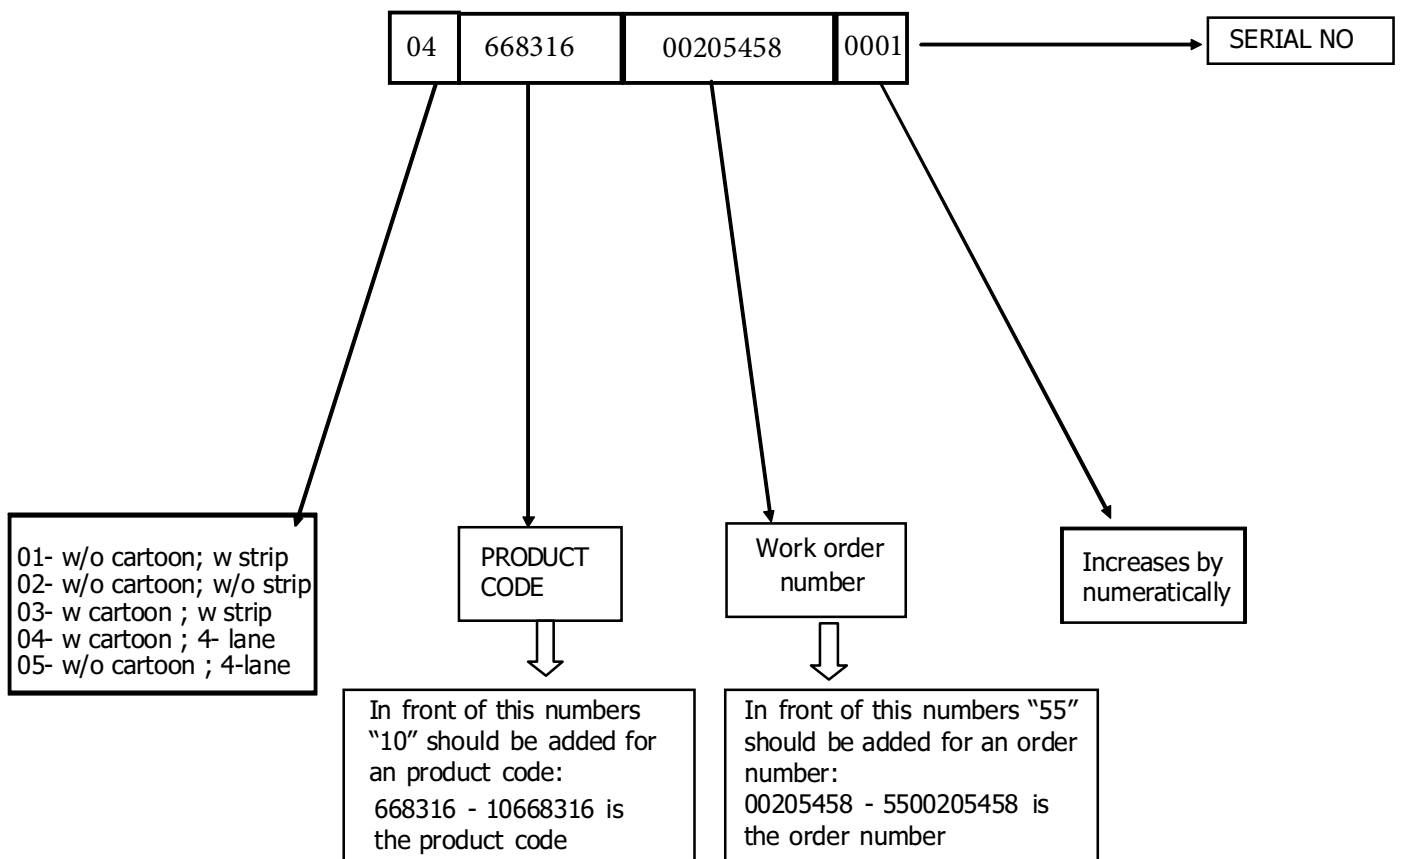 04 668316 00205458 0001
SERIAL NO
01- w/o cartoon; w strip
02- w/o cartoon; w/o strip
03- w cartoon ; w strip
04- w cartoon ; 4- lane
05- w/o cartoon ; 4-lane
PRODUCT
CODE
Work order
number
Increases by
numeratically
In front of this numbers
“10” should be added for
an product code:
668316 - 10668316 is
the product code
In front of this numbers “55”
should be added for an order
number:
00205458 - 5500205458 is
the order number